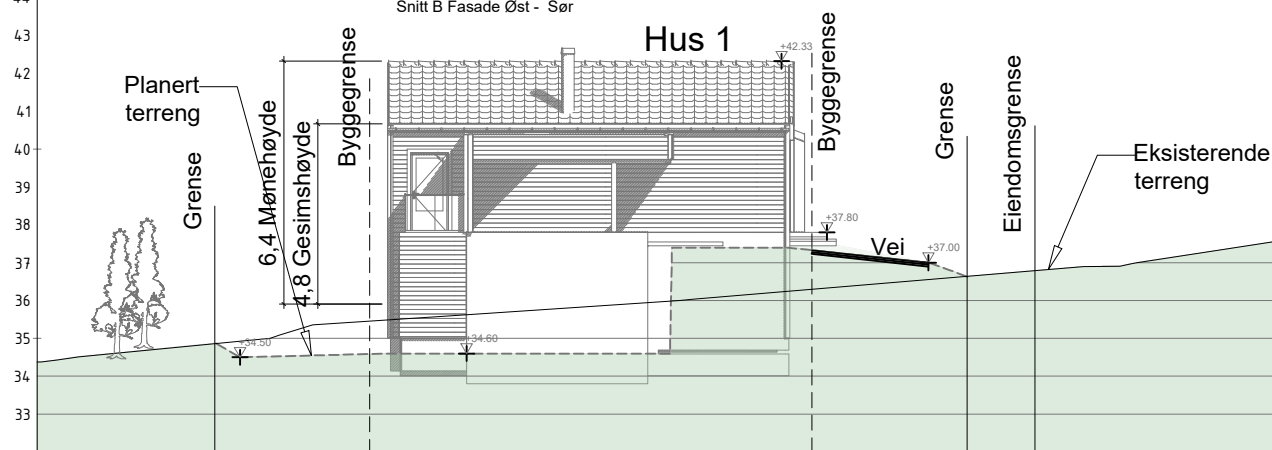 Snitt B Fasade Øst - Sør
44
43
42
41
40
39
38
37
36
35
34
33
Hus 1
+42.33
Planert
terreng
Grense
6,4 Mønehøyde
4,8 Gesimshøyde
Byggegrense
Byggegrense
Grense
Eiendomsgrense
Eksisterende
terreng
+37.80
Vei
+37.00
+34.50
+34.60